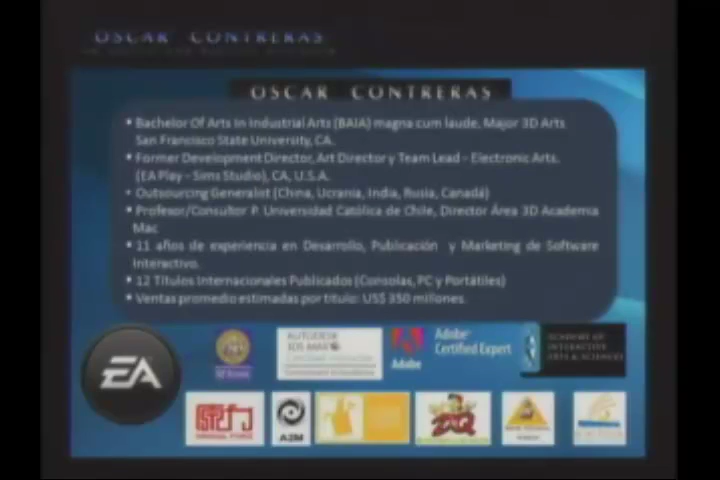 OSCAR CONTRERAS
OSCAR CONTRERAS
• Bachelor Of Arts In Industrial Arts (BAIA) magna cum laude, Major 3D Arts
San Francisco State University, CA.
• Former Development Director, Art Director y Team Lead - Electronic Arts.
(EA Play - Sims Studio), CA, U.S.A.
• Outsourcing Generalist (China, Ucrania, India, Rusia, Canadá)
• Profesor/Consultor P. Universidad Católica de Chile, Director Área 3D Academia
Mac
• 11 años de experiencia en Desarrollo, Publicación y Marketing de Software
Interactivo.
• 12 Títulos Internacionales Publicados (Consolas, PC y Portátiles)
• Ventas promedio estimadas por título: US$ 350 millones.
EA
AUTODESK
3DS MAX
Adobe
Adobe
Certified Expert
ACADEMY OF
INTERACTIVE
ARTS & SCIENCES
A2M
ZAQ